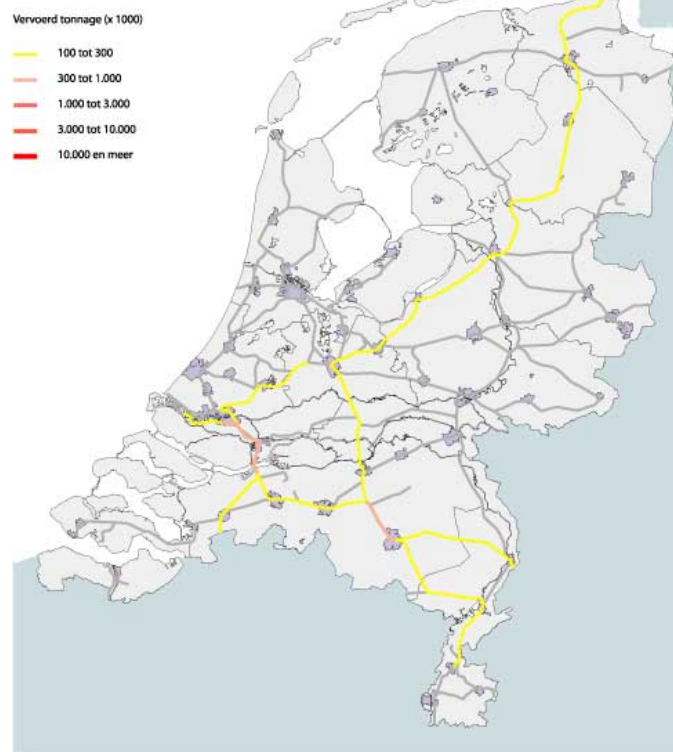 Vervoerd tonnage (x 1000)
100 tot 300
300 tot 1.000
1.000 tot 3.000
3.000 tot 10.000
10.000 en meer